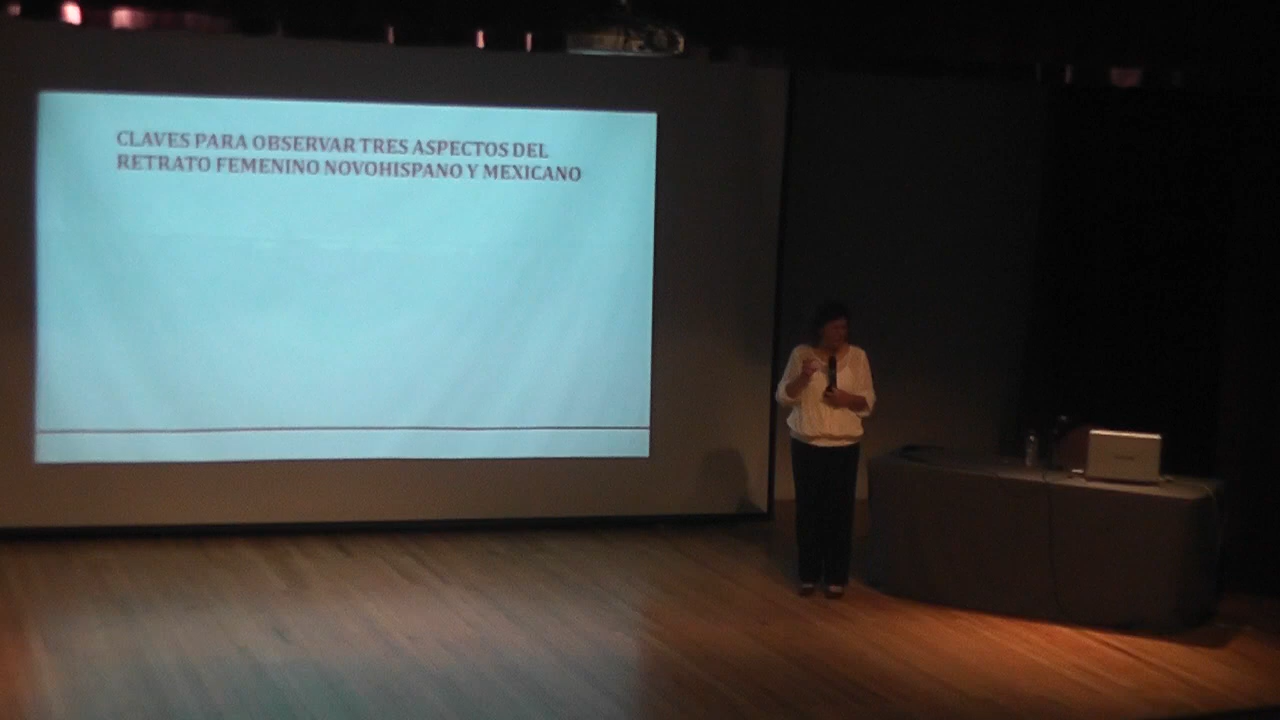 CLAVES PARA OBSERVAR TRES ASPECTOS DEL
RETRATO FEMENINO NOVOHISPANO Y MEXICANO